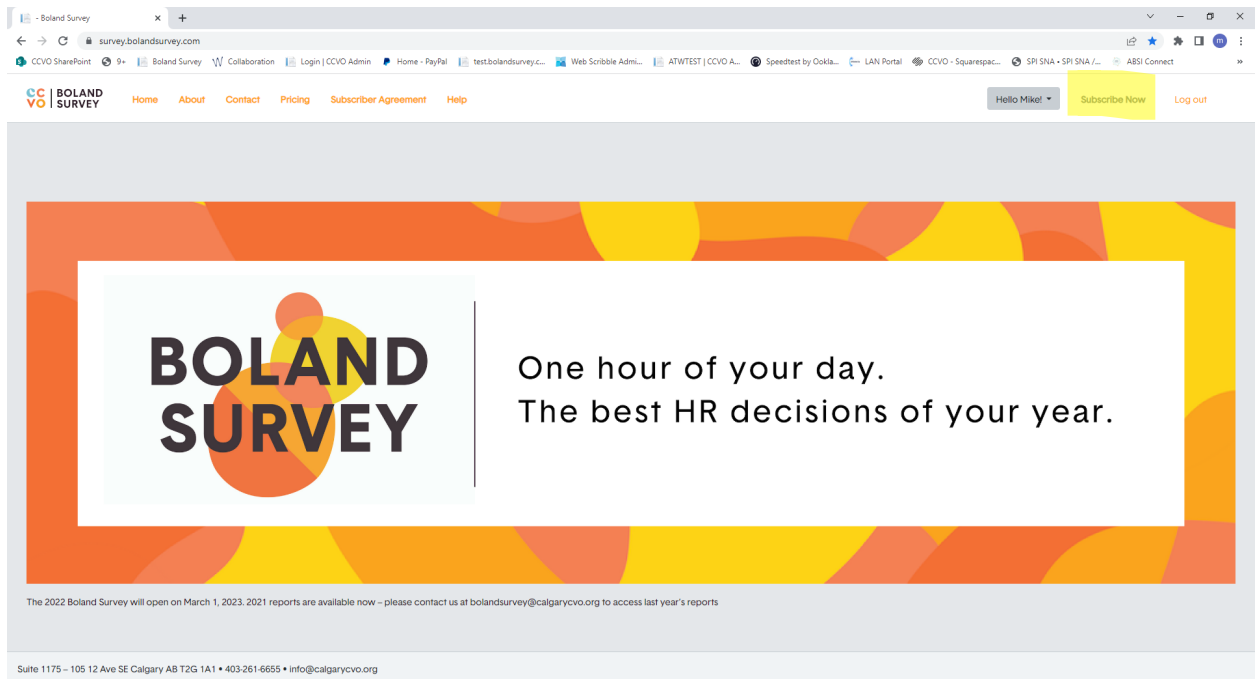 - Boland Survey
survey.bolandsurvey.com
CCVO SharePoint 9+ Boland Survey Collaboration Login | CCVO Admin Home - PayPal test.bolandsurvey.c... Web Scribble Admi... ATWTEST | CCVO A... Speedtest by Ookla... LAN Portal CCVO - Squarespac... SPI SNA • SPI SNA /... ABSI Connect »
CC VO | BOLAND SURVEY Home About Contact Pricing Subscriber Agreement Help Hello Mike! Subscribe Now Log out
BOLAND
SURVEY
One hour of your day.
The best HR decisions of your year.
The 2022 Boland Survey will open on March 1, 2023. 2021 reports are available now – please contact us at bolandsurvey@calgarycvo.org to access last year's reports
Suite 1175 – 105 12 Ave SE Calgary AB T2G 1A1 • 403-261-6655 • info@calgarycvo.org